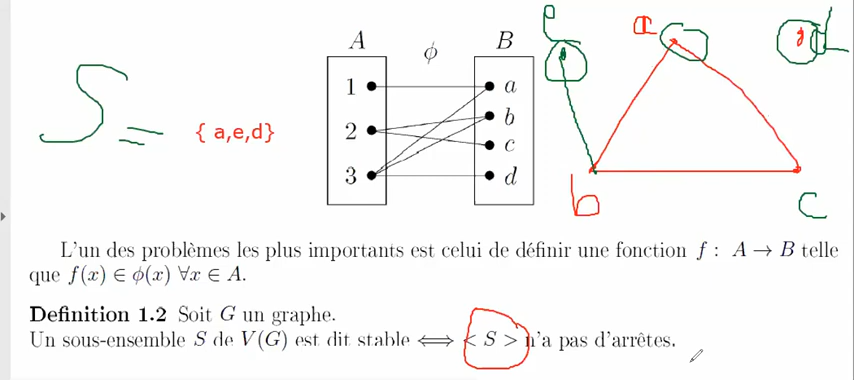 S = { a,e,d}
A ϕ B
1 a
2 b
c
3 d
e a d
b c
L'un des problèmes les plus importants est celui de définir une fonction f : A → B telle
que f(x) ∈ ϕ(x) ∀x ∈ A.
Definition 1.2 Soit G un graphe.
Un sous-ensemble S de V(G) est dit stable ⟺ < S > n'a pas d'arrêtes.